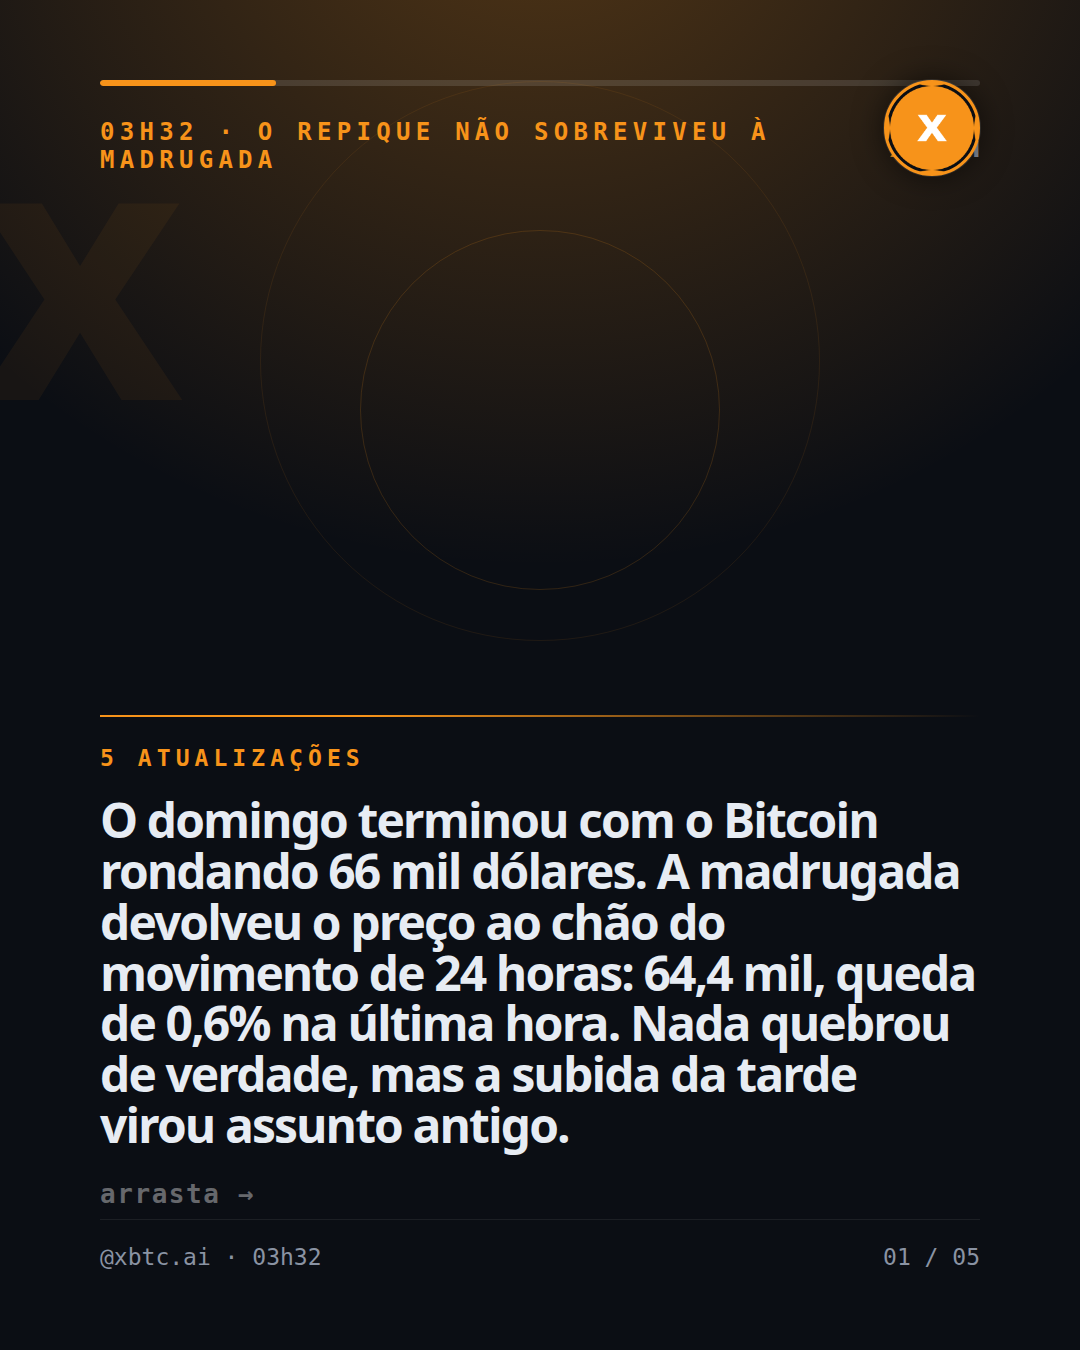 03H32 · O REPIQUE NÃO SOBREVIVEU À
MADRUGADA
X
X
5 ATUALIZAÇÕES
O domingo terminou com o Bitcoin
rondando 66 mil dólares. A madrugada
devolveu o preço ao chão do
movimento de 24 horas: 64,4 mil, queda
de 0,6% na última hora. Nada quebrou
de verdade, mas a subida da tarde
virou assunto antigo.
arrasta →
@xbtc.ai · 03h32
01 / 05